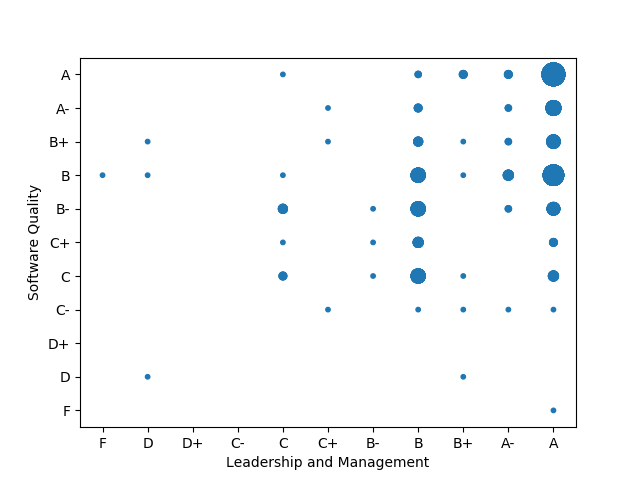 A
A-
B+
B
B-
C+
C
C-
D+
D
F
Software Quality
F D D+ C- C C+ B- B B+ A- A
Leadership and Management